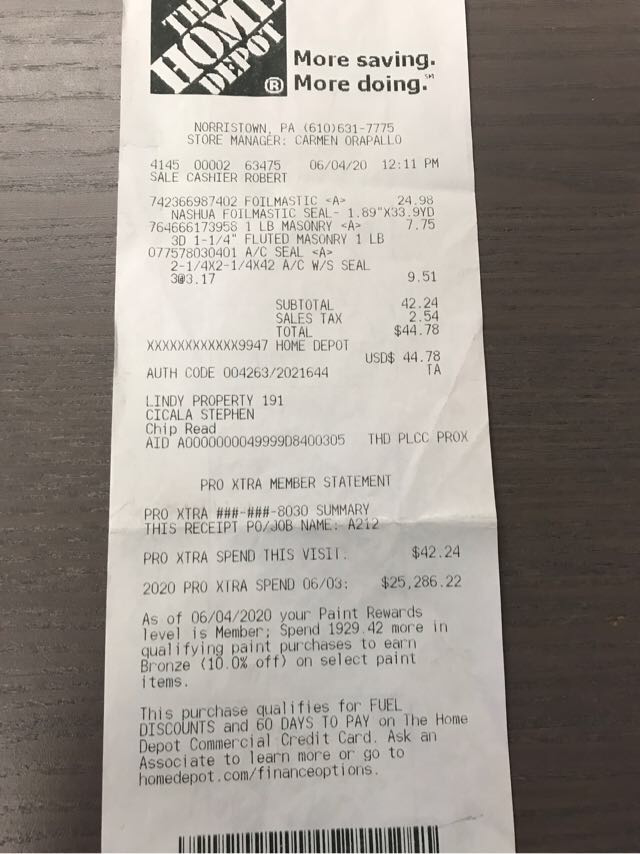 THE
HOME
DEPOT
®
More saving.
More doing.℠
NORRISTOWN, PA (610)631-7775
STORE MANAGER: CARMEN ORAPALLO
4145 00002 63475 06/04/20 12:11 PM
SALE CASHIER ROBERT
742366987402 FOILMASTIC <A> 24.98
NASHUA FOILMASTIC SEAL- 1.89"X33.9YD
764666173958 1 LB MASONRY <A> 7.75
3D 1-1/4" FLUTED MASONRY 1 LB
077578030401 A/C SEAL <A>
2-1/4X2-1/4X42 A/C W/S SEAL
3@3.17 9.51
SUBTOTAL 42.24
SALES TAX 2.54
TOTAL $44.78
XXXXXXXXXXXX9947 HOME DEPOT
USD$ 44.78
AUTH CODE 004263/2021644 TA
LINDY PROPERTY 191
CICALA STEPHEN
Chip Read
AID A0000000049999D8400305 THD PLCC PROX
PRO XTRA MEMBER STATEMENT
PRO XTRA ###-###-8030 SUMMARY
THIS RECEIPT PO/JOB NAME: A212
PRO XTRA SPEND THIS VISIT: $42.24
2020 PRO XTRA SPEND 06/03: $25,286.22
As of 06/04/2020 your Paint Rewards
level is Member; Spend 1929.42 more in
qualifying paint purchases to earn
Bronze (10.0% off) on select paint
items.
This purchase qualifies for FUEL
DISCOUNTS and 60 DAYS TO PAY on The Home
Depot Commercial Credit Card. Ask an
Associate to learn more or go to
homedepot.com/financeoptions.